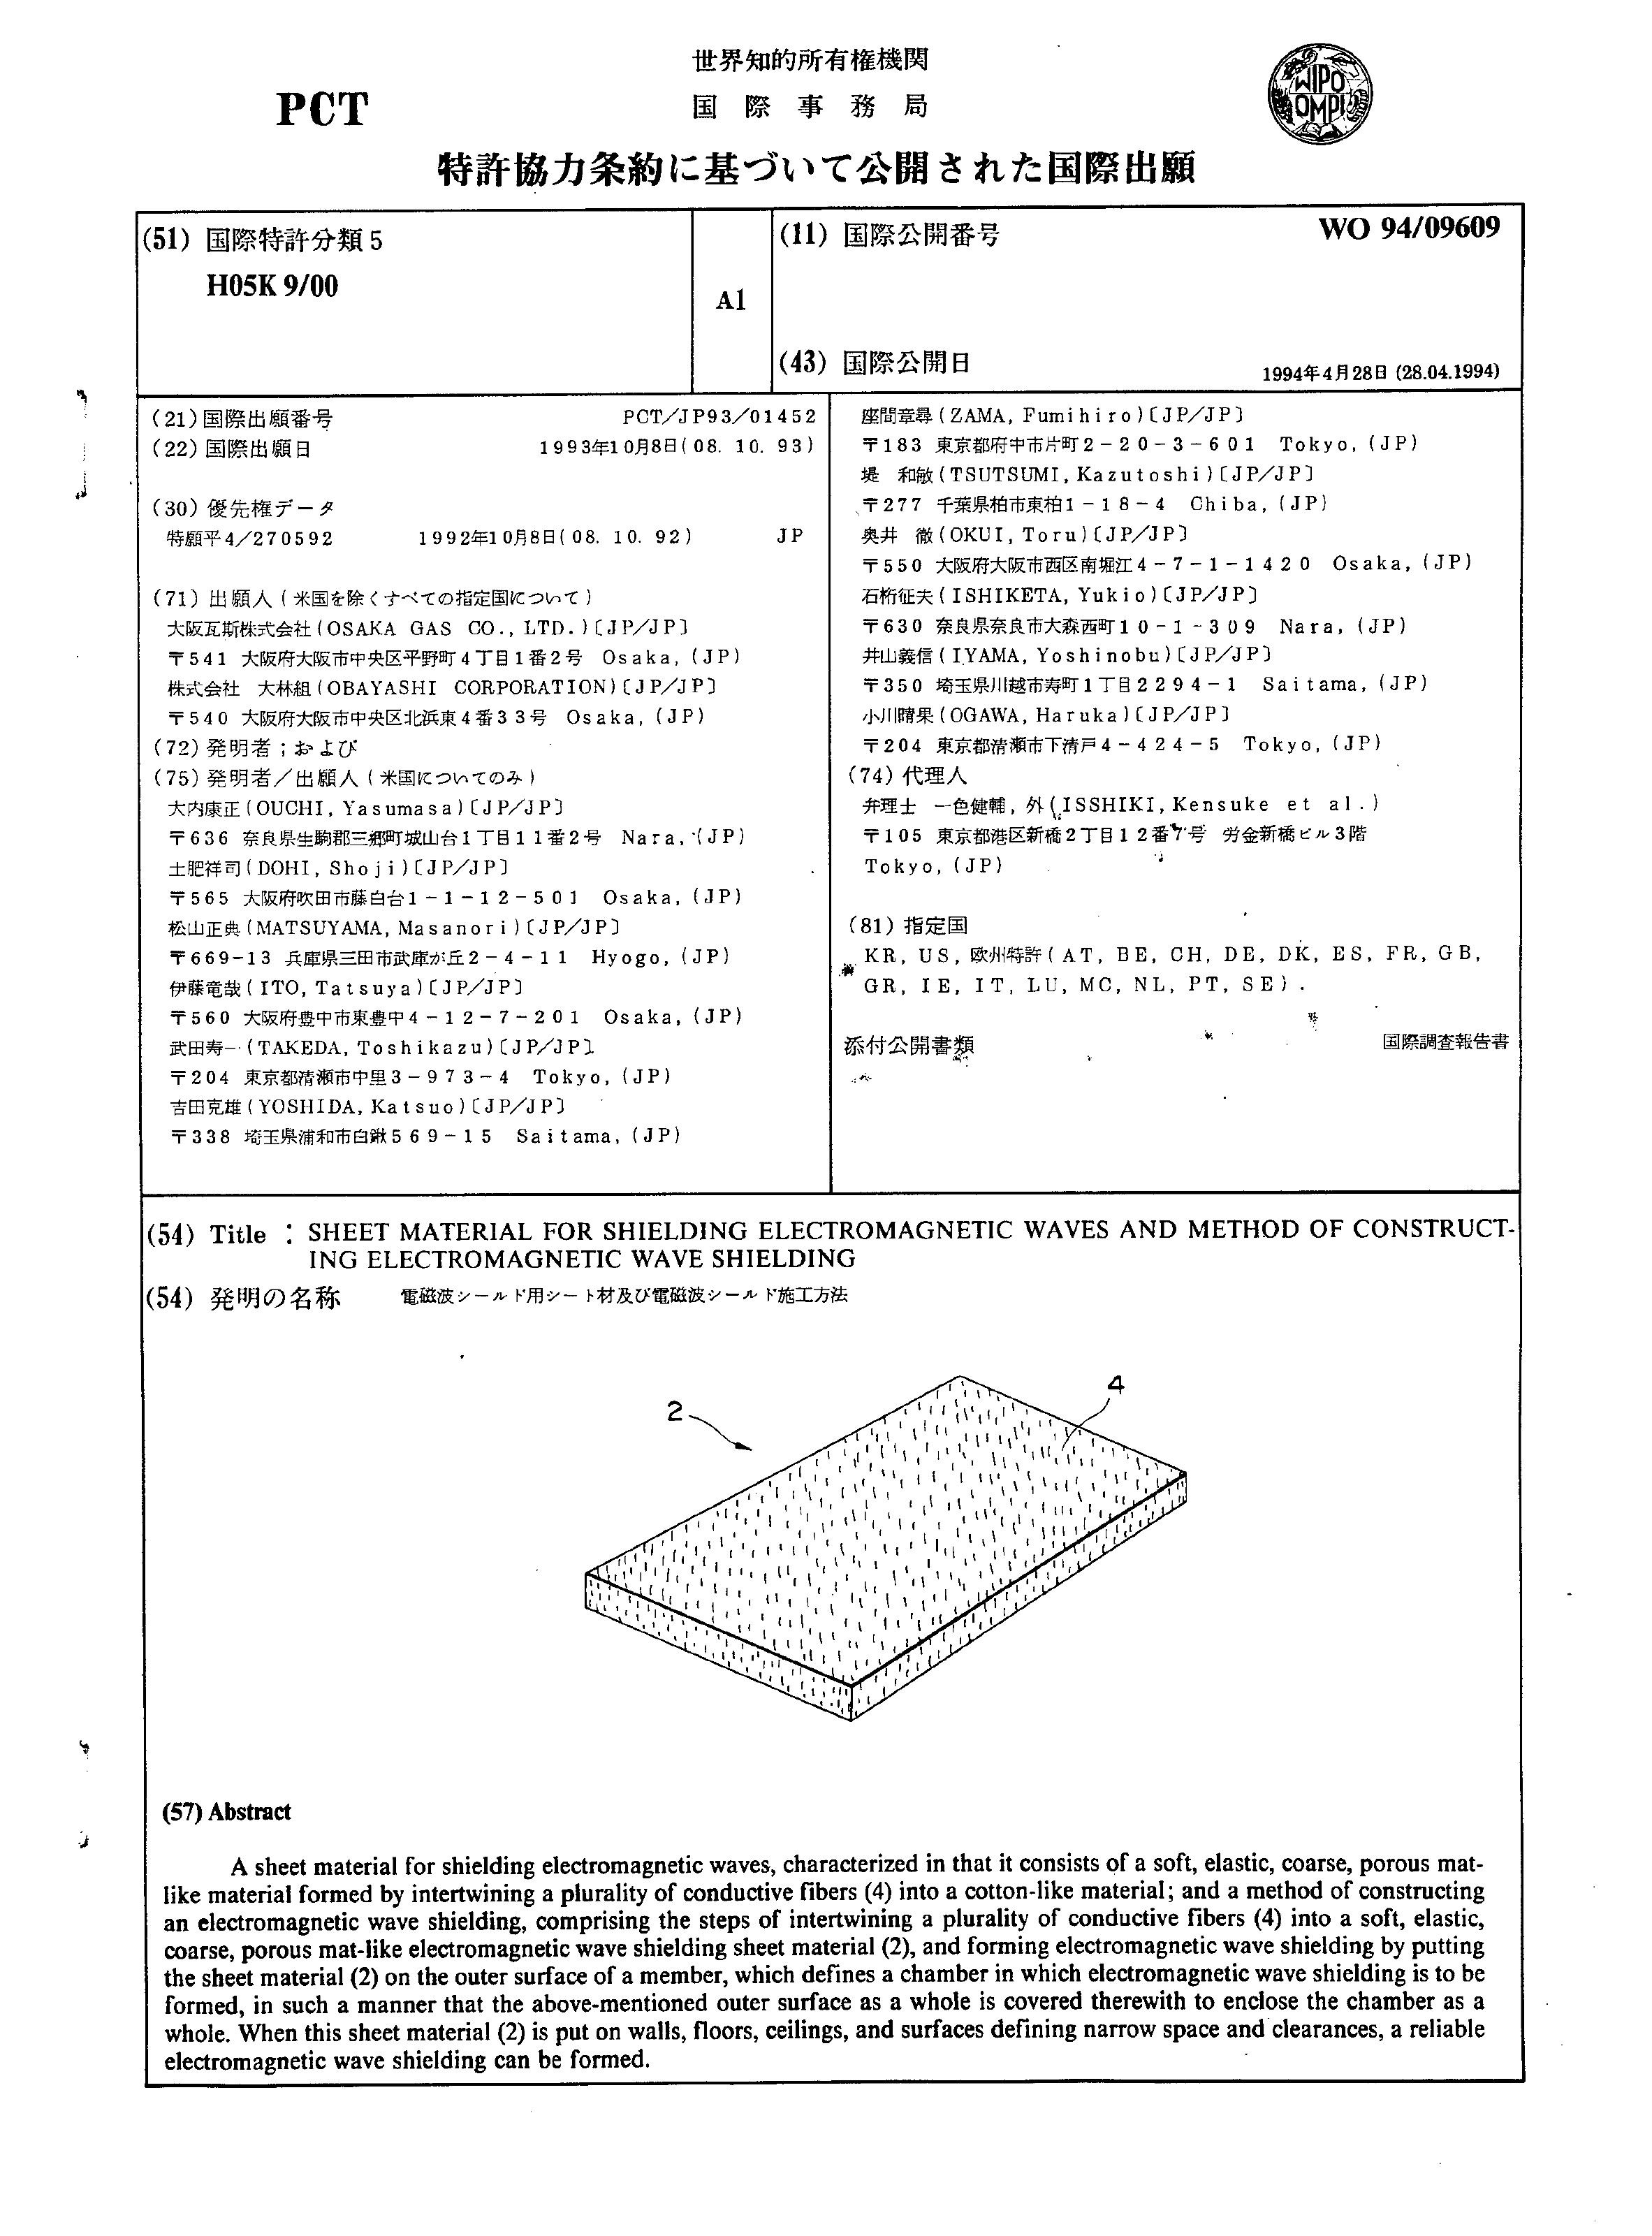 世界知的所有権機関
PCT
国際事務局
WIPO
OMPI
特許協力条約に基づいて公開された国際出願
(51) 国際特許分類 5
H05K 9/00
A1
(11) 国際公開番号
WO 94/09609
(43) 国際公開日
1994年4月28日 (28.04.1994)
(21)国際出願番号 PCT/JP93/01452
(22)国際出願日 1993年10月8日(08. 10. 93)
(30)優先権データ
特願平4/270592 1992年10月8日(08. 10. 92) JP
(71)出願人(米国を除くすべての指定国について)
大阪瓦斯株式会社(OSAKA GAS CO., LTD.)〔JP/JP〕
〒541 大阪府大阪市中央区平野町4丁目1番2号 Osaka, (JP)
株式会社 大林組(OBAYASHI CORPORATION)〔JP/JP〕
〒540 大阪府大阪市中央区北浜東4番33号 Osaka, (JP)
(72)発明者;および
(75)発明者/出願人(米国についてのみ)
大内康正(OUCHI, Yasumasa)〔JP/JP〕
〒636 奈良県生駒郡三郷町城山台1丁目11番2号 Nara, (JP)
土肥祥司(DOHI, Shoji)〔JP/JP〕
〒565 大阪府吹田市藤白台1-1-12-501 Osaka, (JP)
松山正典(MATSUYAMA, Masanori)〔JP/JP〕
〒669-13 兵庫県三田市武庫が丘2-4-11 Hyogo, (JP)
伊藤竜哉(ITO, Tatsuya)〔JP/JP〕
〒560 大阪府豊中市東豊中4-12-7-201 Osaka, (JP)
武田寿一(TAKEDA, Toshikazu)〔JP/JP〕
〒204 東京都清瀬市中里3-973-4 Tokyo, (JP)
吉田克雄(YOSHIDA, Katsuo)〔JP/JP〕
〒338 埼玉県浦和市白鍬569-15 Saitama, (JP)
座間章尋(ZAMA, Fumihiro)〔JP/JP〕
〒183 東京都府中市片町2-20-3-601 Tokyo, (JP)
堤 和敏(TSUTSUMI, Kazutoshi)〔JP/JP〕
〒277 千葉県柏市東柏1-18-4 Chiba, (JP)
奥井 徹(OKUI, Toru)〔JP/JP〕
〒550 大阪府大阪市西区南堀江4-7-1-1420 Osaka, (JP)
石桁征夫(ISHIKETA, Yukio)〔JP/JP〕
〒630 奈良県奈良市大森西町10-1-309 Nara, (JP)
井山義信(IYAMA, Yoshinobu)〔JP/JP〕
〒350 埼玉県川越市寿町1丁目2294-1 Saitama, (JP)
小川晴果(OGAWA, Haruka)〔JP/JP〕
〒204 東京都清瀬市下清戸4-424-5 Tokyo, (JP)
(74)代理人
弁理士 一色健輔, 外(ISSHIKI, Kensuke et al.)
〒105 東京都港区新橋2丁目12番7号 労金新橋ビル3階
Tokyo, (JP)
(81)指定国
KR, US, 欧州特許(AT, BE, CH, DE, DK, ES, FR, GB,
GR, IE, IT, LU, MC, NL, PT, SE).
添付公開書類 国際調査報告書
(54) Title : SHEET MATERIAL FOR SHIELDING ELECTROMAGNETIC WAVES AND METHOD OF CONSTRUCT-
ING ELECTROMAGNETIC WAVE SHIELDING
(54) 発明の名称 電磁波シールド用シート材及び電磁波シールド施工方法
2
4
(57) Abstract
A sheet material for shielding electromagnetic waves, characterized in that it consists of a soft, elastic, coarse, porous mat-
like material formed by intertwining a plurality of conductive fibers (4) into a cotton-like material; and a method of constructing
an electromagnetic wave shielding, comprising the steps of intertwining a plurality of conductive fibers (4) into a soft, elastic,
coarse, porous mat-like electromagnetic wave shielding sheet material (2), and forming electromagnetic wave shielding by putting
the sheet material (2) on the outer surface of a member, which defines a chamber in which electromagnetic wave shielding is to be
formed, in such a manner that the above-mentioned outer surface as a whole is covered therewith to enclose the chamber as a
whole. When this sheet material (2) is put on walls, floors, ceilings, and surfaces defining narrow space and clearances, a reliable
electromagnetic wave shielding can be formed.